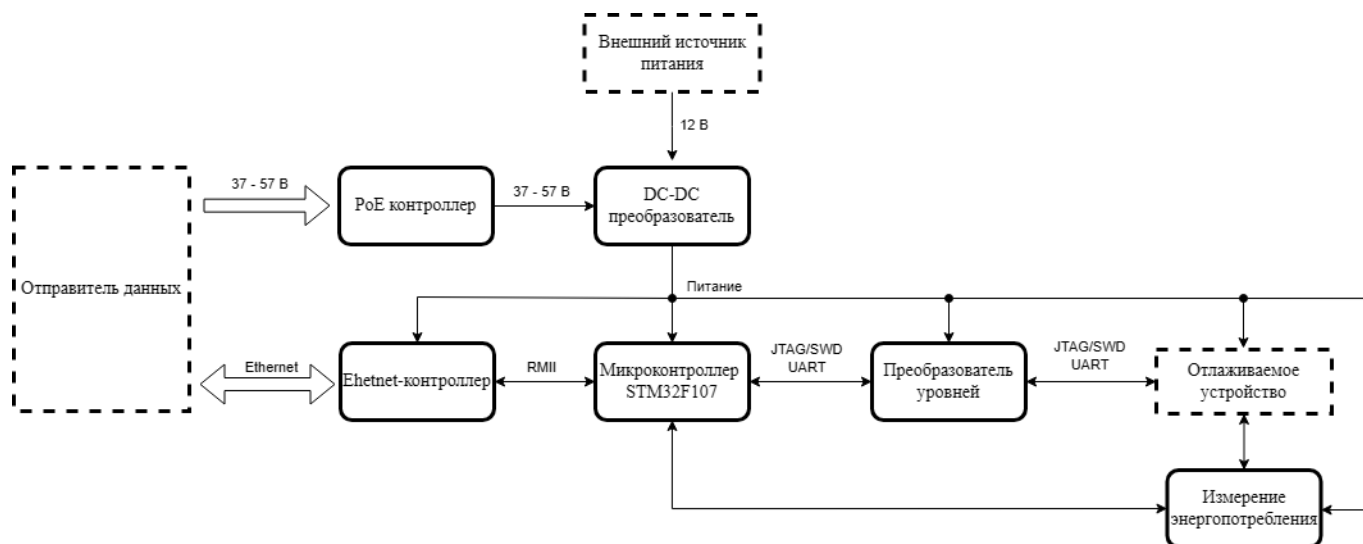 Внешний источник
питания
12 В
37 - 57 В
PoE контроллер
37 - 57 В
DC-DC
преобразователь
Отправитель данных
Питание
Ethernet
Ehetnet-контроллер
RMII
Микроконтроллер
STM32F107
JTAG/SWD
UART
Преобразователь
уровней
JTAG/SWD
UART
Отлаживаемое
устройство
Измерение
энергопотребления